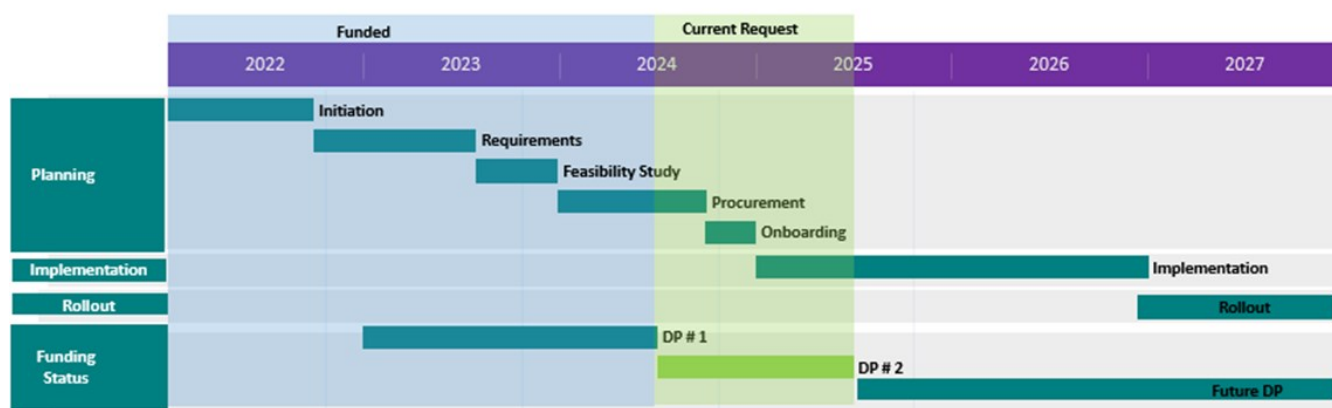 Funded
Current Request
2022 2023 2024 2025 2026 2027
Planning
Initiation
Requirements
Feasibility Study
Procurement
Onboarding
Implementation
Implementation
Rollout
Rollout
Funding
Status
DP # 1
DP # 2
Future DP